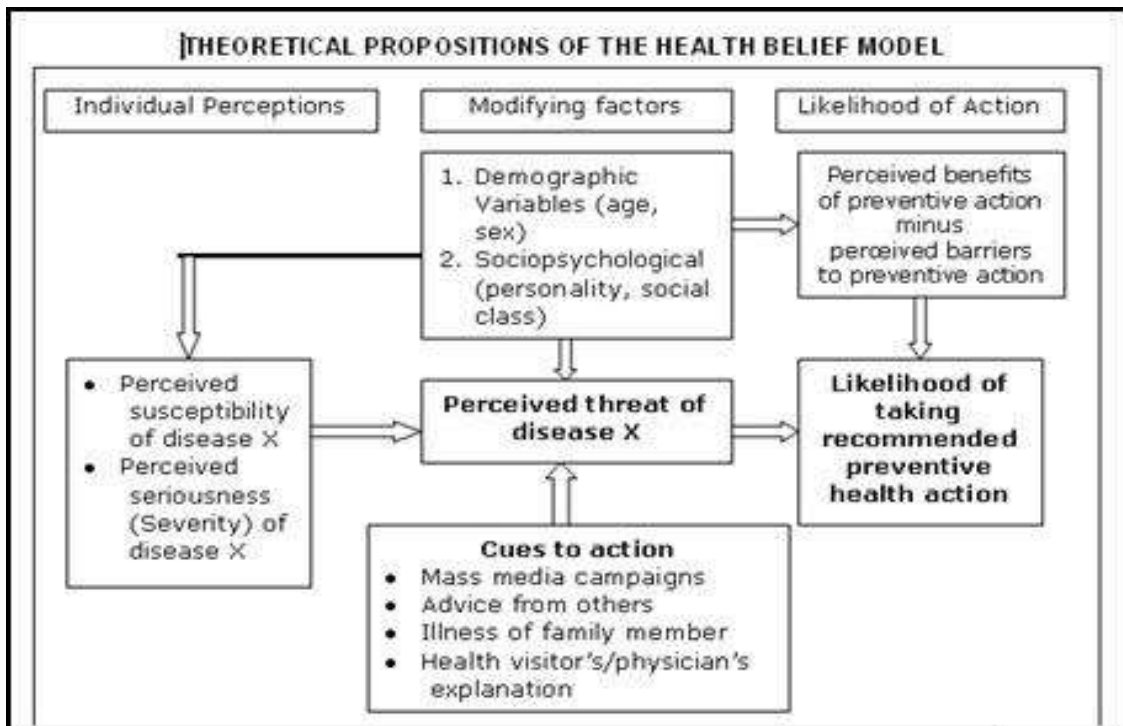 THEORETICAL PROPOSITIONS OF THE HEALTH BELIEF MODEL
Individual Perceptions
Modifying factors
Likelihood of Action
1. Demographic
Variables (age,
sex)
2. Sociopsychological
(personality, social
class)
Perceived benefits
of preventive action
minus
perceived barriers
to preventive action
• Perceived
susceptibility
of disease X
• Perceived
seriousness
(Severity) of
disease X
Perceived threat of
disease X
Likelihood of
taking
recommended
preventive
health action
Cues to action
• Mass media campaigns
• Advice from others
• Illness of family member
• Health visitor's/physician's
explanation